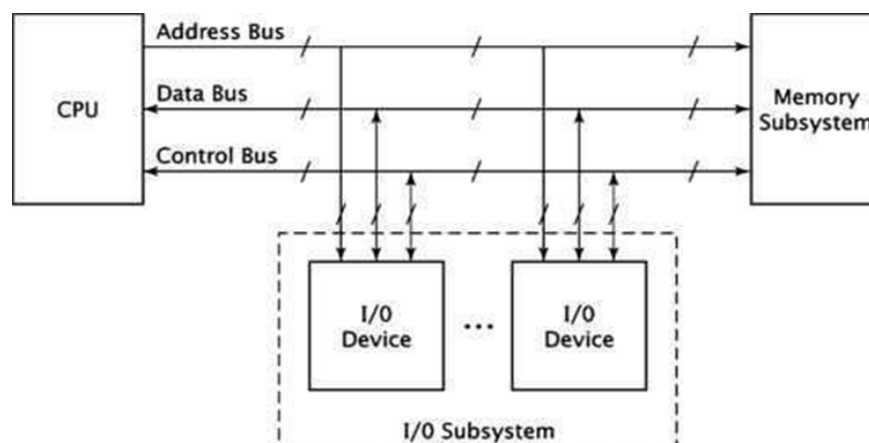 Address Bus
CPU
Data Bus
Memory
Subsystem
Control Bus
I/O
Device
...
I/O
Device
I/O Subsystem